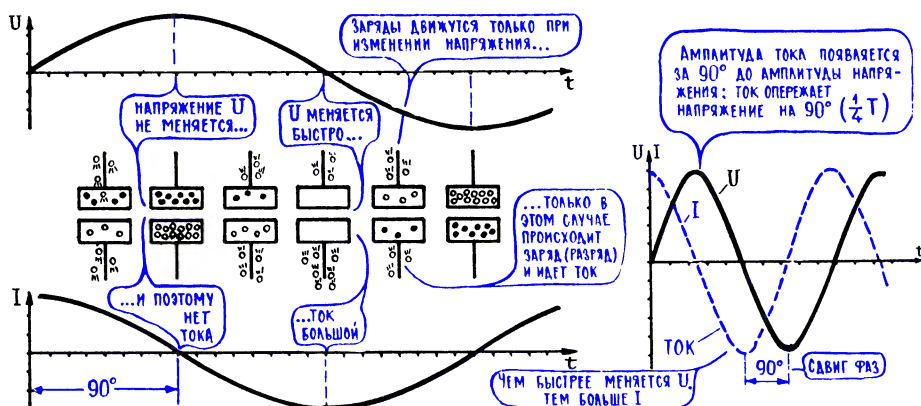 U
t
ЗАРЯДЫ ДВИЖУТСЯ ТОЛЬКО ПРИ
ИЗМЕНЕНИИ НАПРЯЖЕНИЯ...
НАПРЯЖЕНИЕ U
НЕ МЕНЯЕТСЯ...
U МЕНЯЕТСЯ
БЫСТРО...
...ТОЛЬКО В
ЭТОМ СЛУЧАЕ
ПРОИСХОДИТ
ЗАРЯД (РАЗРЯД)
И ИДЕТ ТОК
...И ПОЭТОМУ
НЕТ
ТОКА
...ТОК
БОЛЬШОЙ
I
t
90°
АМПЛИТУДА ТОКА ПОЯВЛЯЕТСЯ
ЗА 90° ДО АМПЛИТУДЫ НАПРЯ-
ЖЕНИЯ: ТОК ОПЕРЕЖАЕТ
НАПРЯЖЕНИЕ НА 90° (1/4 T)
U I
U
I
t
ТОК
90°
СДВИГ ФАЗ
ЧЕМ БЫСТРЕЕ МЕНЯЕТСЯ U,
ТЕМ БОЛЬШЕ I